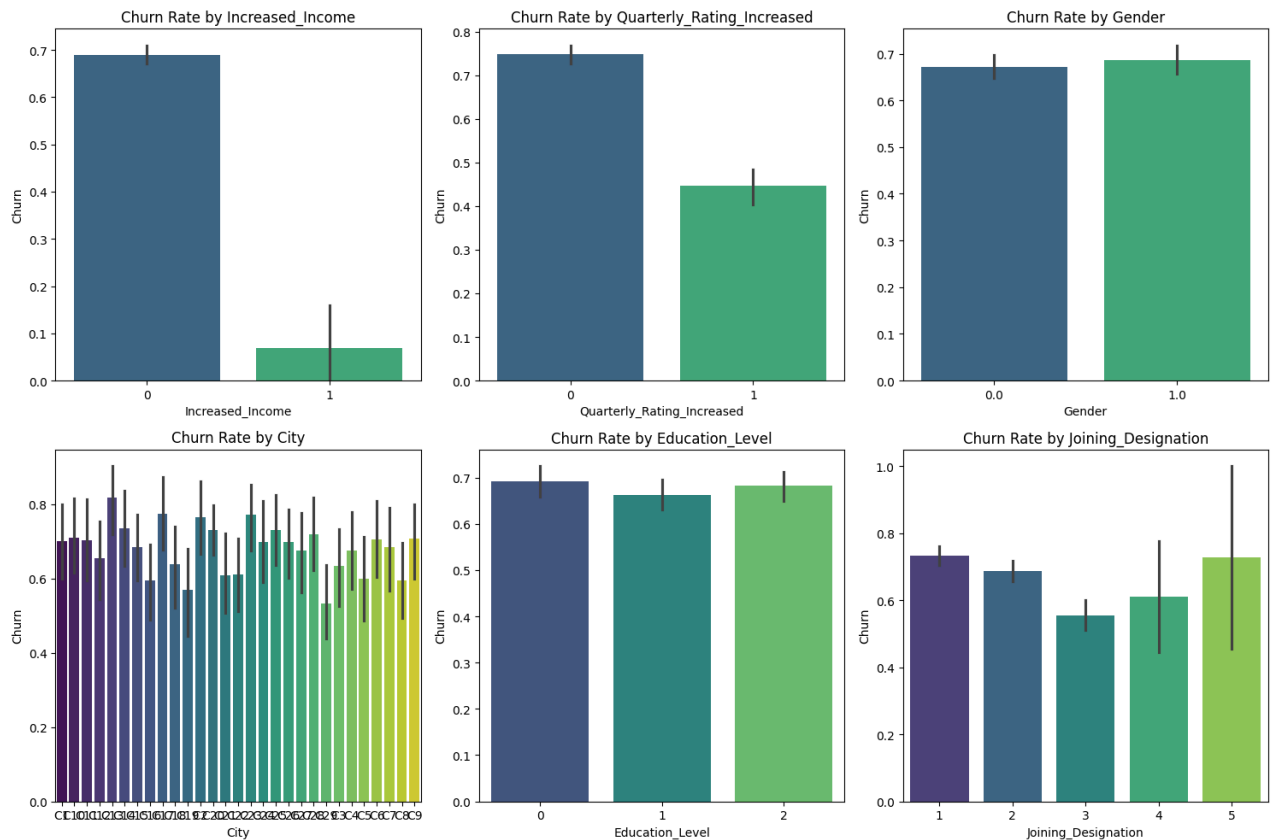 Churn Rate by Increased_Income
Churn
0.7
0.6
0.5
0.4
0.3
0.2
0.1
0.0
0
1
Increased_Income
Churn Rate by Quarterly_Rating_Increased
Churn
0.8
0.7
0.6
0.5
0.4
0.3
0.2
0.1
0.0
0
1
Quarterly_Rating_Increased
Churn Rate by Gender
Churn
0.7
0.6
0.5
0.4
0.3
0.2
0.1
0.0
0.0
1.0
Gender
Churn Rate by City
Churn
0.8
0.6
0.4
0.2
0.0
C3
C4
C5
C6
C7
C8
C9
City
Churn Rate by Education_Level
Churn
0.7
0.6
0.5
0.4
0.3
0.2
0.1
0.0
0
1
2
Education_Level
Churn Rate by Joining_Designation
Churn
1.0
0.8
0.6
0.4
0.2
0.0
1
2
3
4
5
Joining_Designation